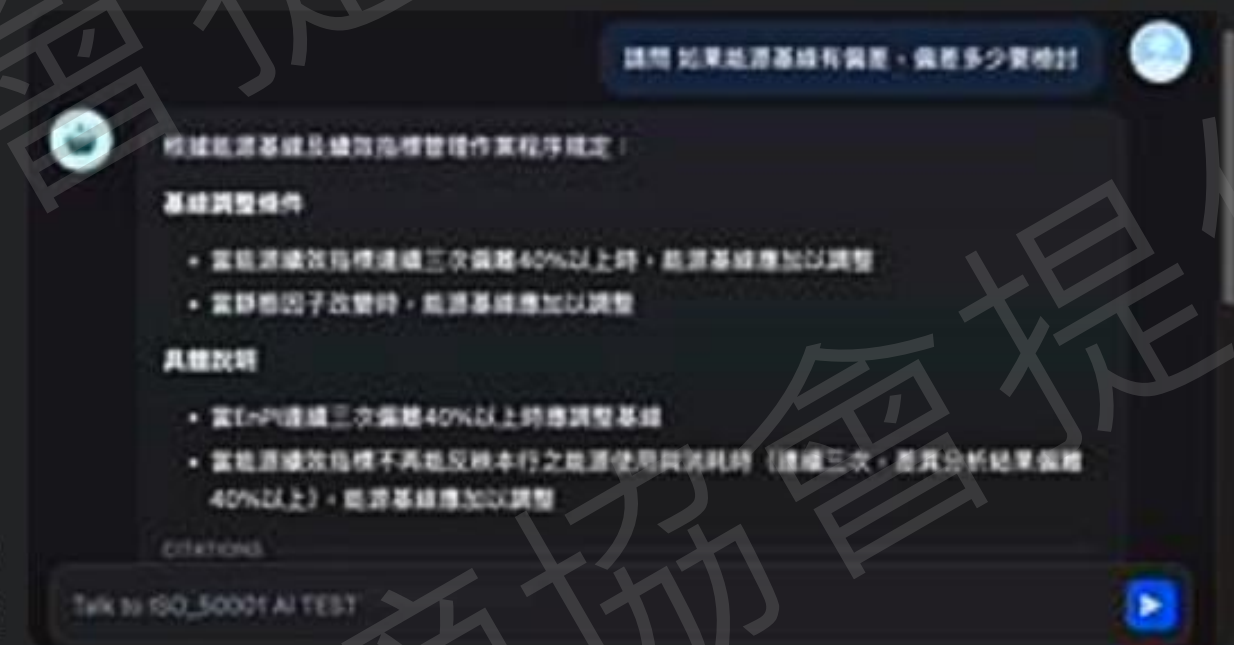 請問 如果能源基線有偏差,偏差多少要檢討
根據能源基線及績效指標管理作業程序規定:
基線調整條件
• 當能源績效指標連續三次偏離40%以上時,能源基線應加以調整
• 當靜態因子改變時,能源基線應加以調整
具體說明
• 當EnPI連續三次偏離40%以上時應調整基線
• 當能源績效指標不再能反映本行之能源使用與消耗時(連續三次,差異分析結果偏離
40%以上),能源基線應加以調整
CITATIONS
Talk to ISO_50001 AI TEST
會提
商協會提